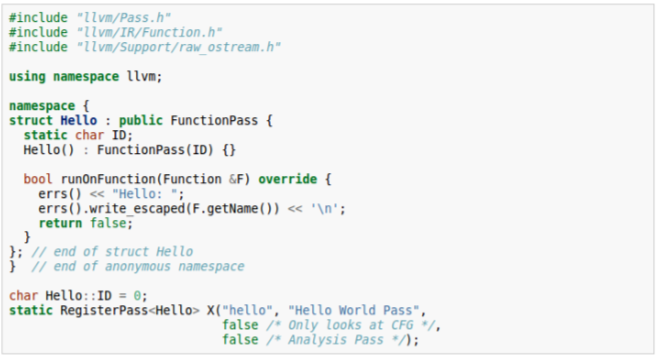 #include "llvm/Pass.h"
#include "llvm/IR/Function.h"
#include "llvm/Support/raw_ostream.h"

using namespace llvm;

namespace {
struct Hello : public FunctionPass {
  static char ID;
  Hello() : FunctionPass(ID) {}

  bool runOnFunction(Function &F) override {
    errs() << "Hello: ";
    errs().write_escaped(F.getName()) << '\n';
    return false;
  }
}; // end of struct Hello
}  // end of anonymous namespace

char Hello::ID = 0;
static RegisterPass<Hello> X("hello", "Hello World Pass",
                             false /* Only looks at CFG */,
                             false /* Analysis Pass */);